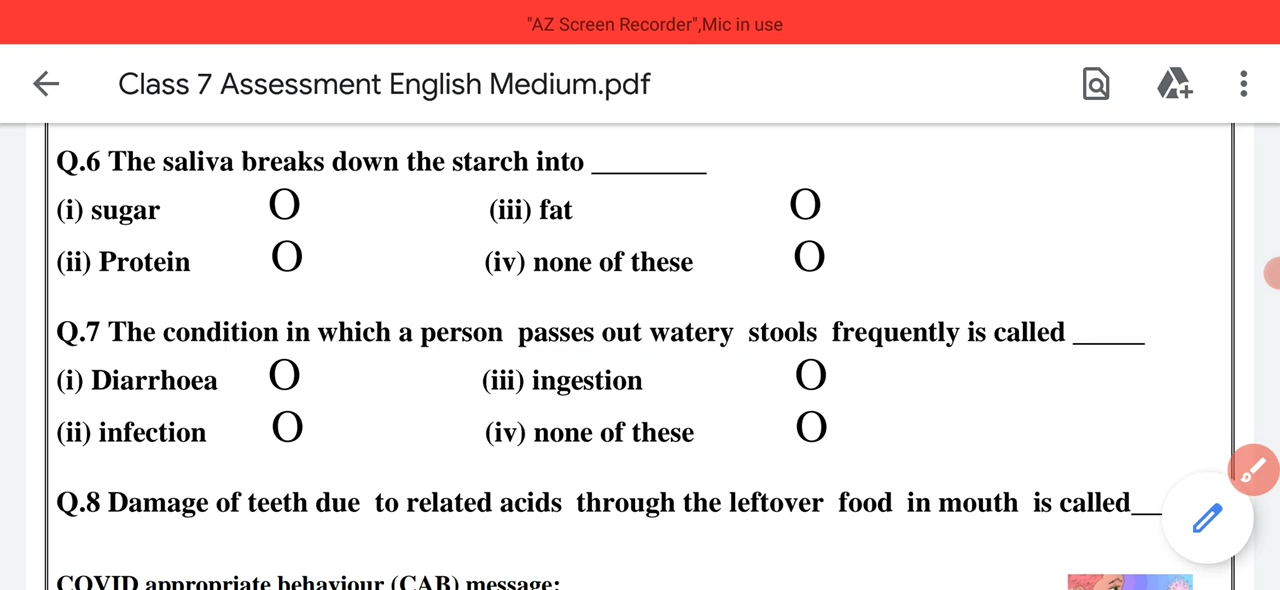 "AZ Screen Recorder",Mic in use
Class 7 Assessment English Medium.pdf
Q.6 The saliva breaks down the starch into ________
(i) sugar O (iii) fat O
(ii) Protein O (iv) none of these O
Q.7 The condition in which a person passes out watery stools frequently is called _____
(i) Diarrhoea O (iii) ingestion O
(ii) infection O (iv) none of these O
Q.8 Damage of teeth due to related acids through the leftover food in mouth is called__
COVID appropriate behaviour (CAB) message: